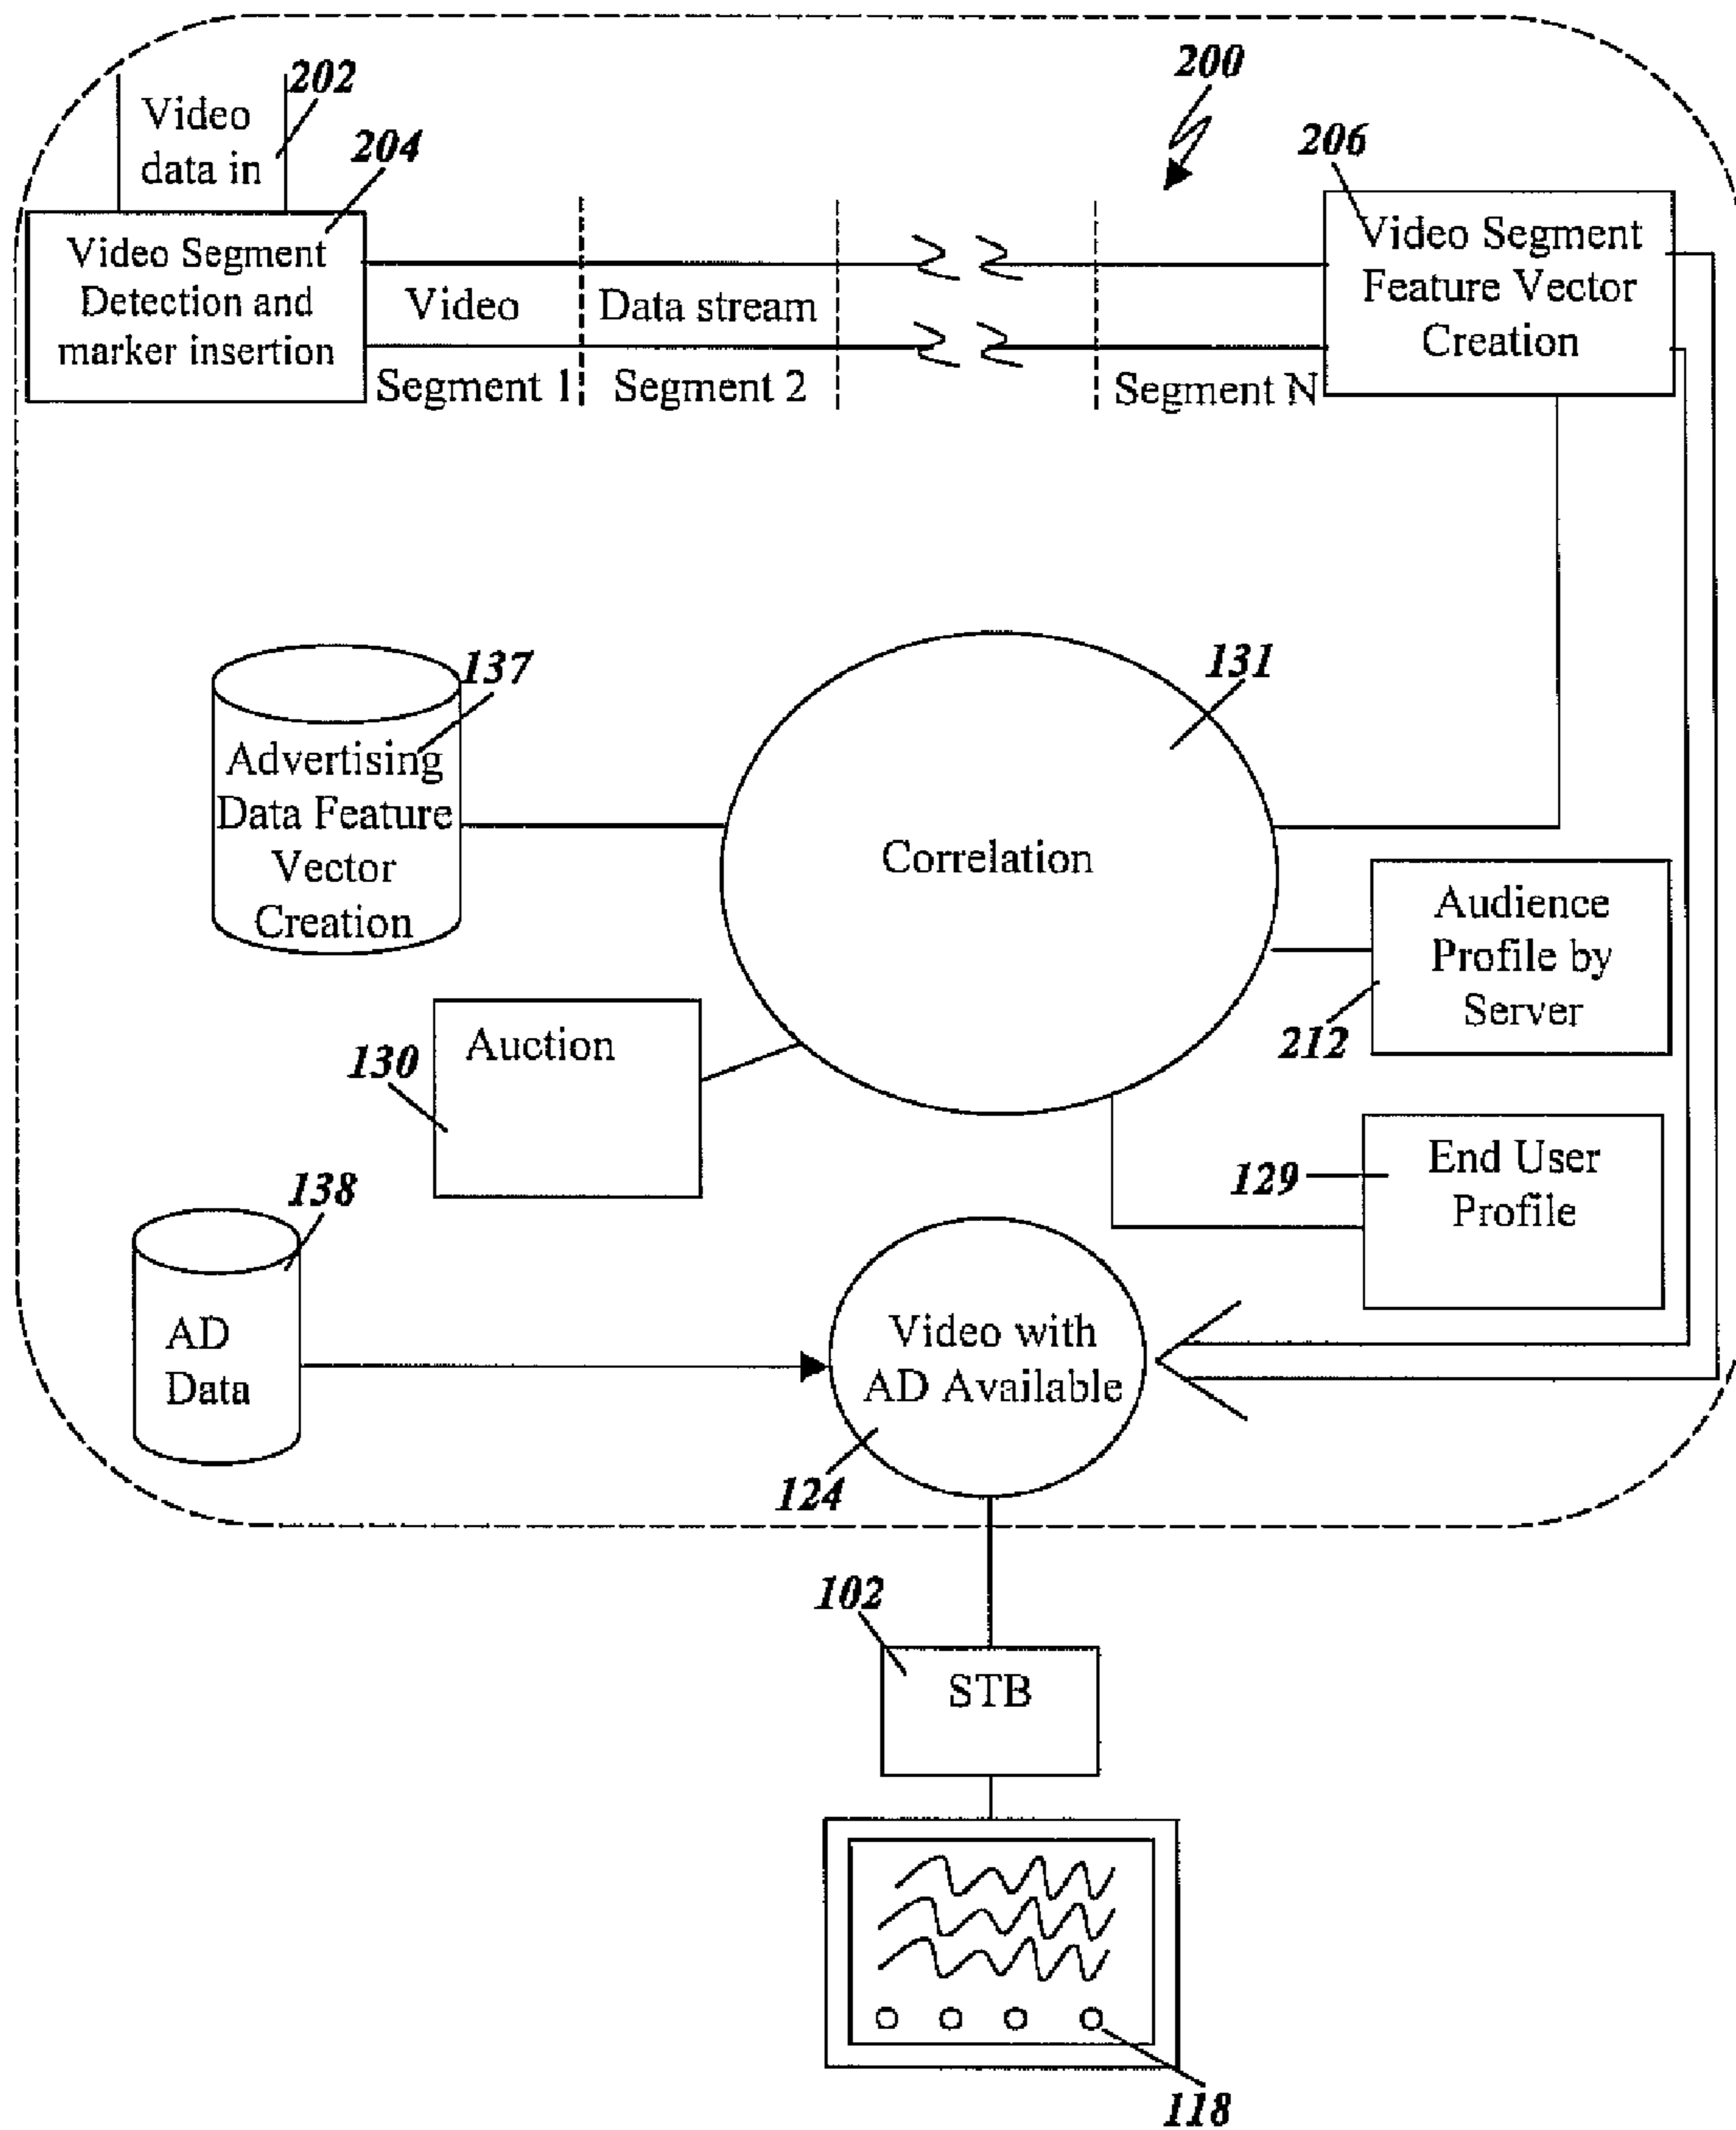 200
202
Video
data in
204
206
Video Segment
Detection and
marker insertion
Video
Data stream
Segment 1
Segment 2
Segment N
Video Segment
Feature Vector
Creation
137
Advertising
Data Feature
Vector
Creation
131
Correlation
Audience
Profile by
Server
212
Auction
130
End User
Profile
129
138
AD
Data
Video with
AD Available
124
102
STB
118